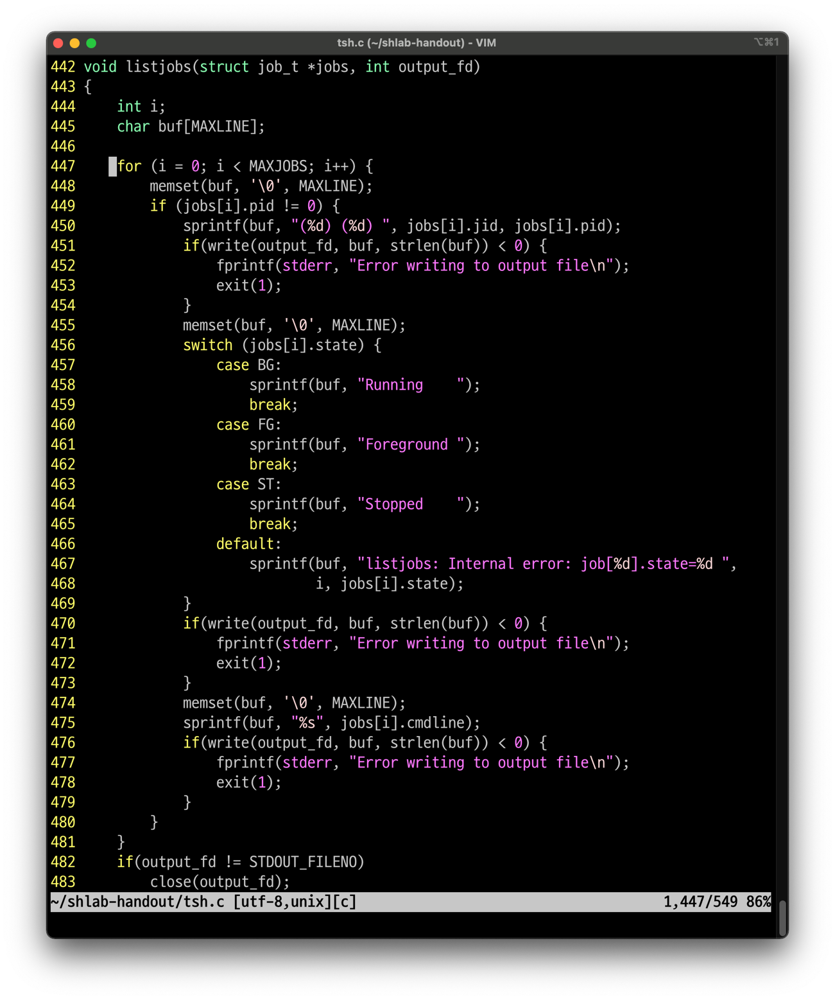 tsh.c (~/shlab-handout) - VIM
⌥⌘1
442 void listjobs(struct job_t *jobs, int output_fd)
443 {
444     int i;
445     char buf[MAXLINE];
446
447     for (i = 0; i < MAXJOBS; i++) {
448         memset(buf, '\0', MAXLINE);
449         if (jobs[i].pid != 0) {
450             sprintf(buf, "(%d) (%d) ", jobs[i].jid, jobs[i].pid);
451             if(write(output_fd, buf, strlen(buf)) < 0) {
452                 fprintf(stderr, "Error writing to output file\n");
453                 exit(1);
454             }
455             memset(buf, '\0', MAXLINE);
456             switch (jobs[i].state) {
457                 case BG:
458                     sprintf(buf, "Running    ");
459                     break;
460                 case FG:
461                     sprintf(buf, "Foreground ");
462                     break;
463                 case ST:
464                     sprintf(buf, "Stopped    ");
465                     break;
466                 default:
467                     sprintf(buf, "listjobs: Internal error: job[%d].state=%d ",
468                             i, jobs[i].state);
469             }
470             if(write(output_fd, buf, strlen(buf)) < 0) {
471                 fprintf(stderr, "Error writing to output file\n");
472                 exit(1);
473             }
474             memset(buf, '\0', MAXLINE);
475             sprintf(buf, "%s", jobs[i].cmdline);
476             if(write(output_fd, buf, strlen(buf)) < 0) {
477                 fprintf(stderr, "Error writing to output file\n");
478                 exit(1);
479             }
480         }
481     }
482     if(output_fd != STDOUT_FILENO)
483         close(output_fd);
~/shlab-handout/tsh.c [utf-8,unix][c] 1,447/549 86%